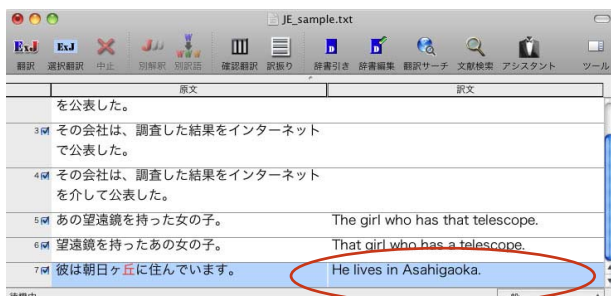 JE_sample.txt
E→J ExJ
翻訳 選択翻訳 中止 別解釈 別訳語 確認翻訳 訳振り 辞書引き 辞書編集 翻訳サーチ 文献検索 アシスタント ツール
原文 訳文
を公表した。
3 その会社は、調査した結果をインターネット
で公表した。
4 その会社は、調査した結果をインターネット
を介して公表した。
5 あの望遠鏡を持った女の子。 The girl who has that telescope.
6 望遠鏡を持ったあの女の子。 That girl who has a telescope.
7 彼は朝日ヶ丘に住んでいます。 He lives in Asahigaoka.